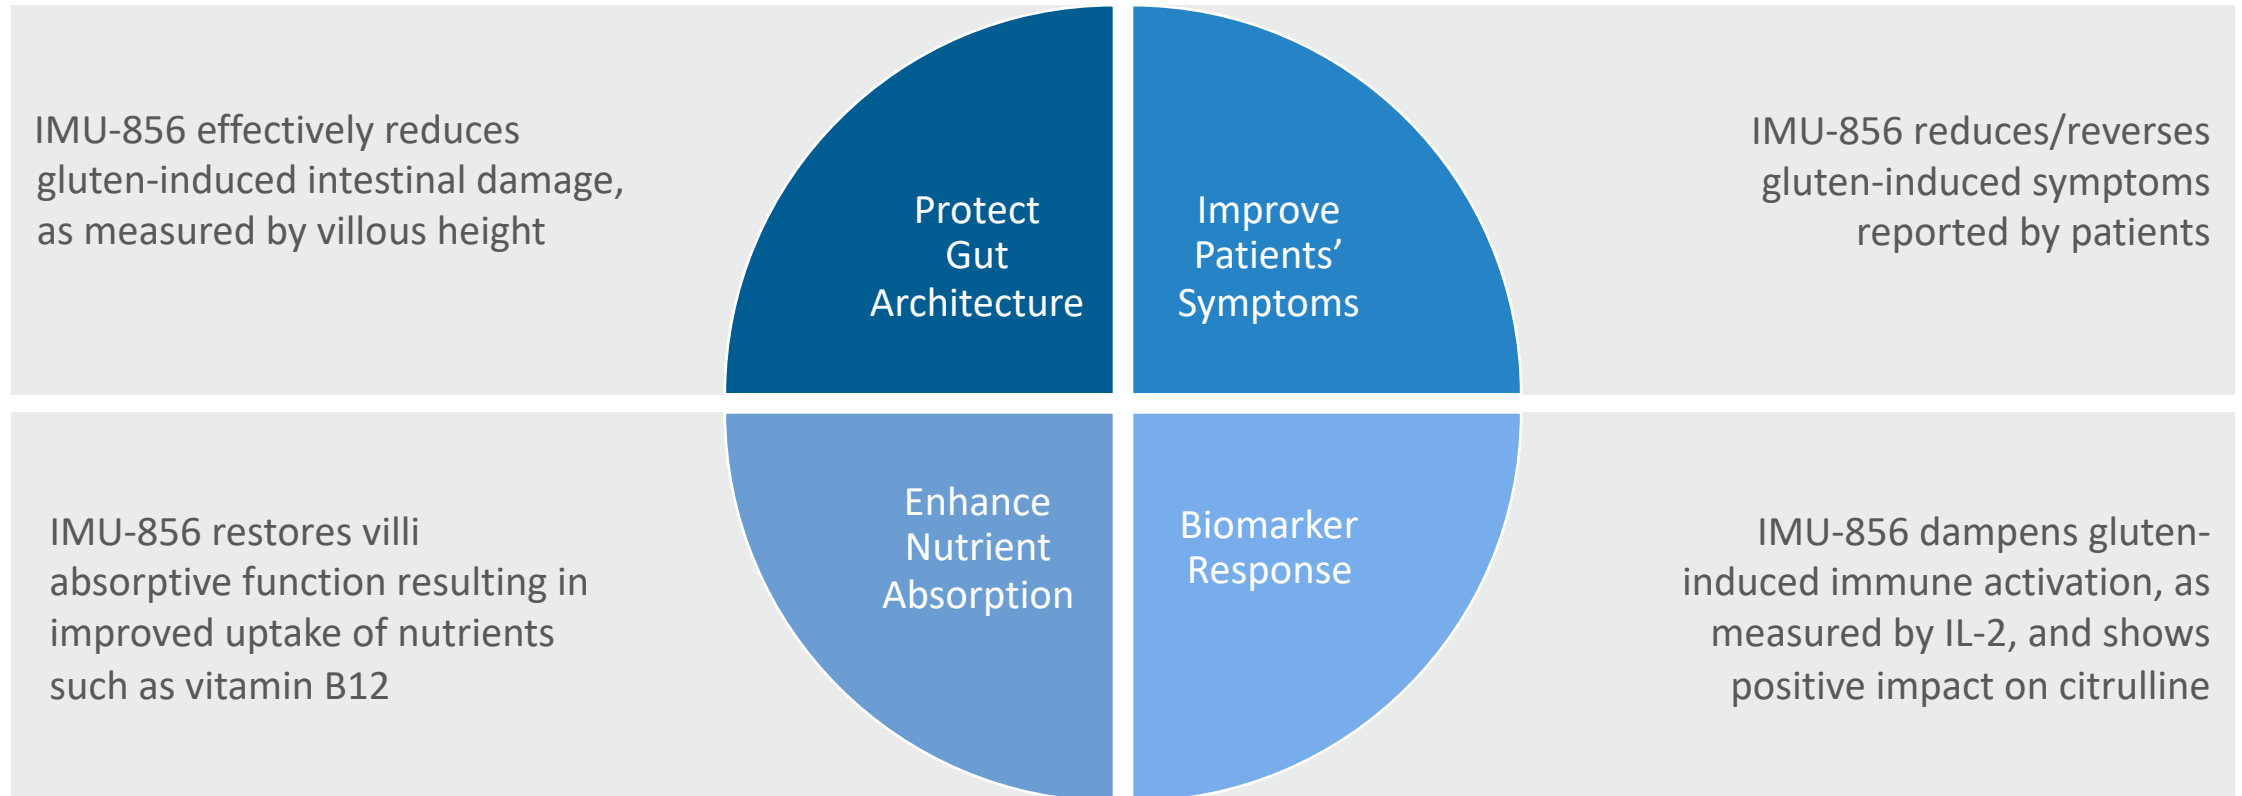 IMU-856 effectively reduces
gluten-induced intestinal damage,
as measured by villous height
Protect
Gut
Architecture
Improve
Patients’
Symptoms
IMU-856 reduces/reverses
gluten-induced symptoms
reported by patients
IMU-856 restores villi
absorptive function resulting in
improved uptake of nutrients
such as vitamin B12
Enhance
Nutrient
Absorption
Biomarker
Response
IMU-856 dampens gluten-
induced immune activation, as
measured by IL-2, and shows
positive impact on citrulline